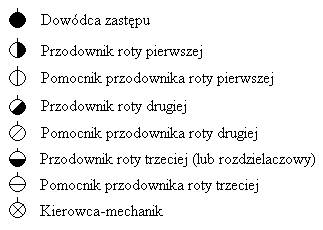 Dowódca zastępu
Przodownik roty pierwszej
Pomocnik przodownika roty pierwszej
Przodownik roty drugiej
Pomocnik przodownika roty drugiej
Przodownik roty trzeciej (lub rozdzielaczowy)
Pomocnik przodownika roty trzeciej
Kierowca-mechanik